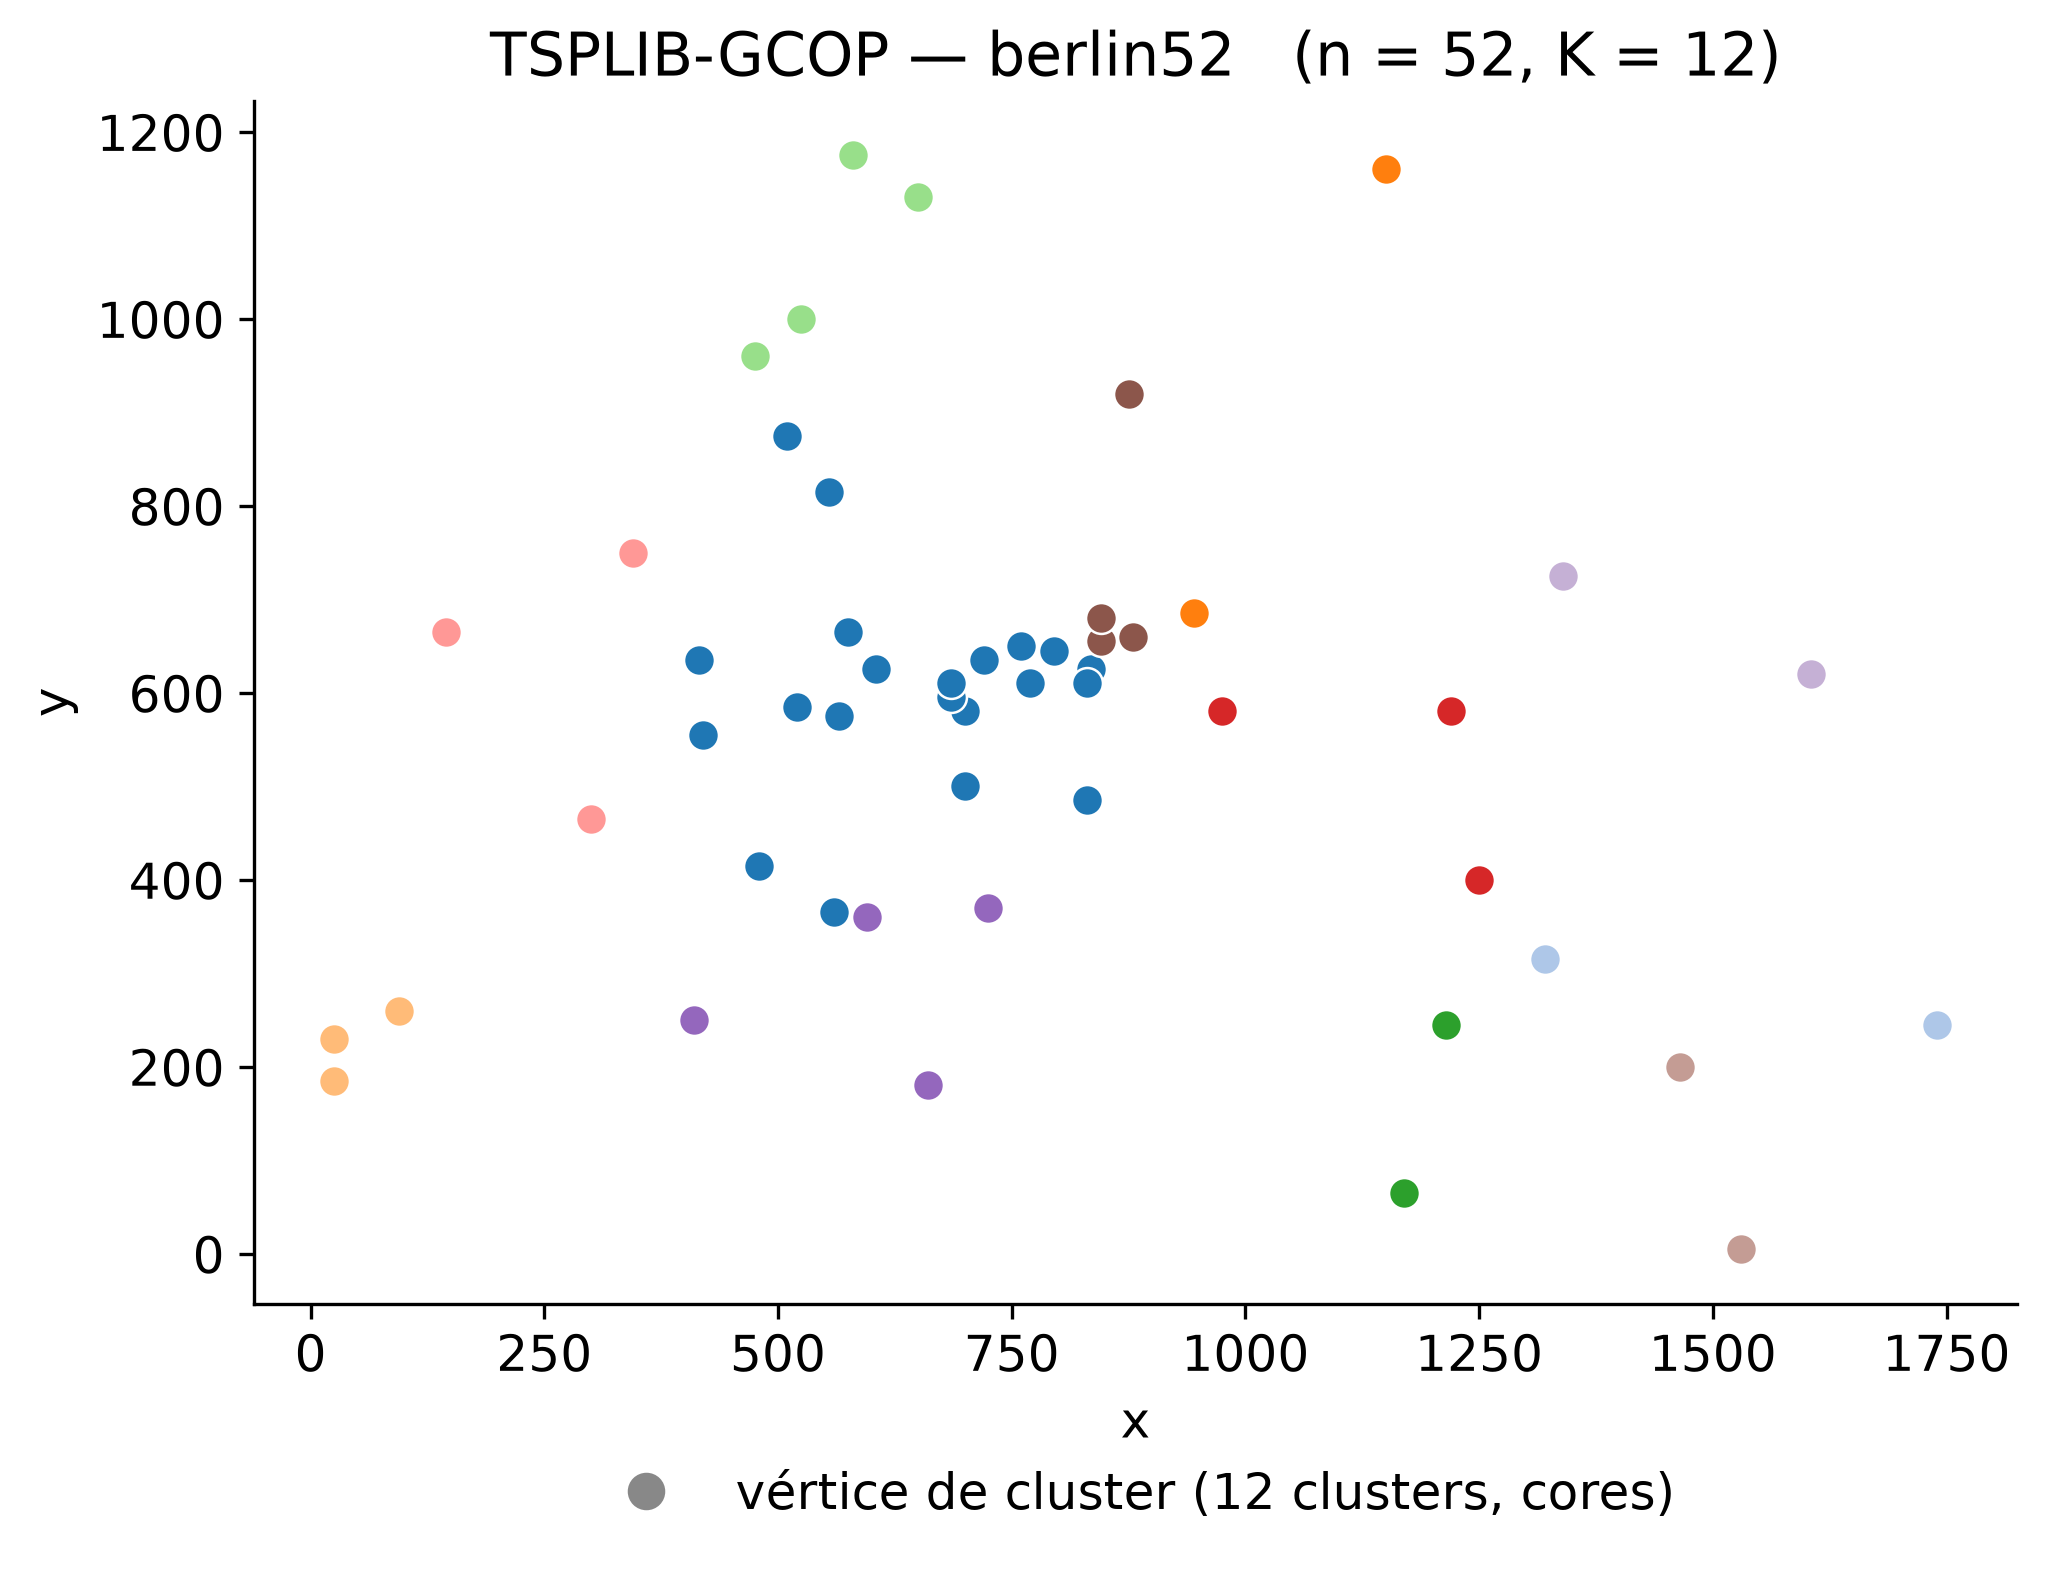 TSPLIB-GCOP — berlin52 (n = 52, K = 12)
1200
1000
800
600
400
200
0
y
0 250 500 750 1000 1250 1500 1750
x
vértice de cluster (12 clusters, cores)